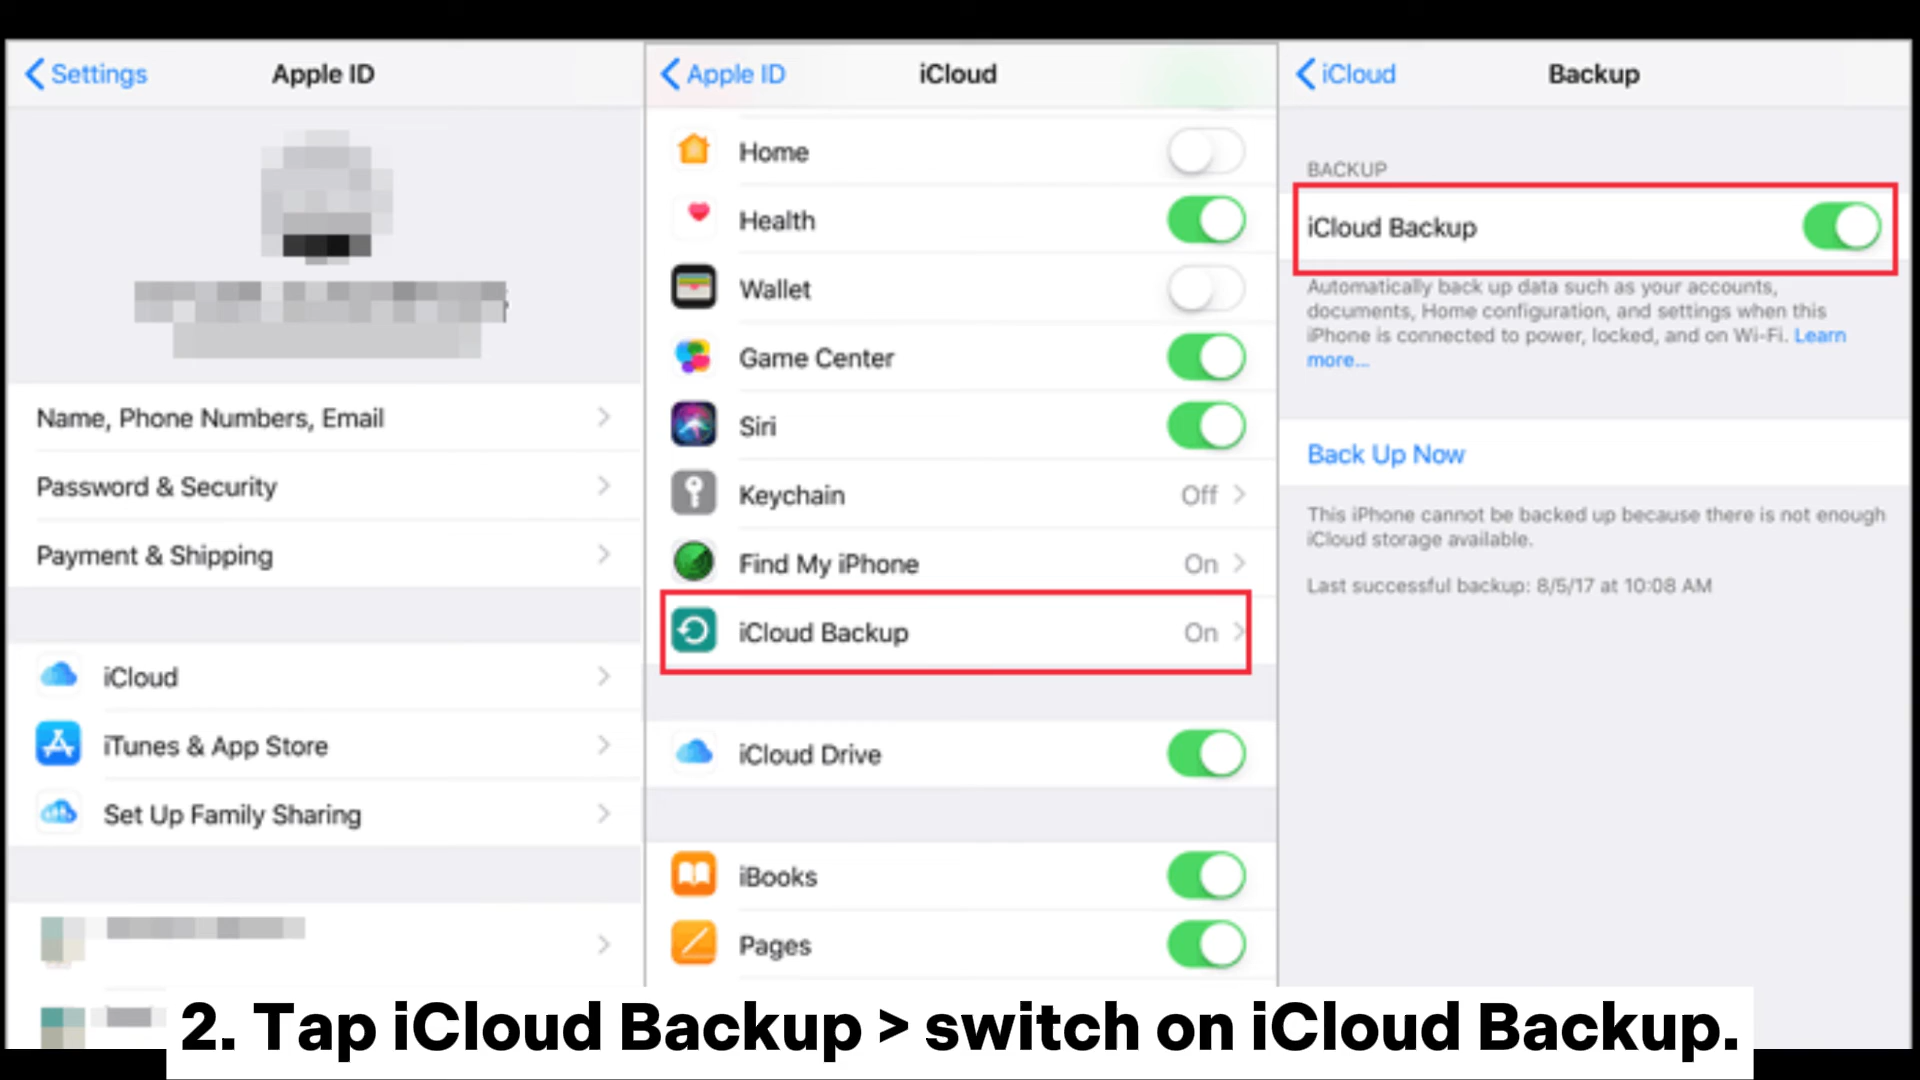 Settings
Apple ID
Name, Phone Numbers, Email
Password & Security
Payment & Shipping
iCloud
iTunes & App Store
Set Up Family Sharing
Apple ID
iCloud
Home
Health
Wallet
Game Center
Siri
Keychain Off
Find My iPhone On
iCloud Backup On
iCloud Drive
iBooks
Pages
iCloud
Backup
BACKUP
iCloud Backup
Automatically back up data such as your accounts,
documents, Home configuration, and settings when this
iPhone is connected to power, locked, and on Wi-Fi. Learn
more...
Back Up Now
This iPhone cannot be backed up because there is not enough
iCloud storage available.
Last successful backup: 8/5/17 at 10:08 AM
2. Tap iCloud Backup > switch on iCloud Backup.